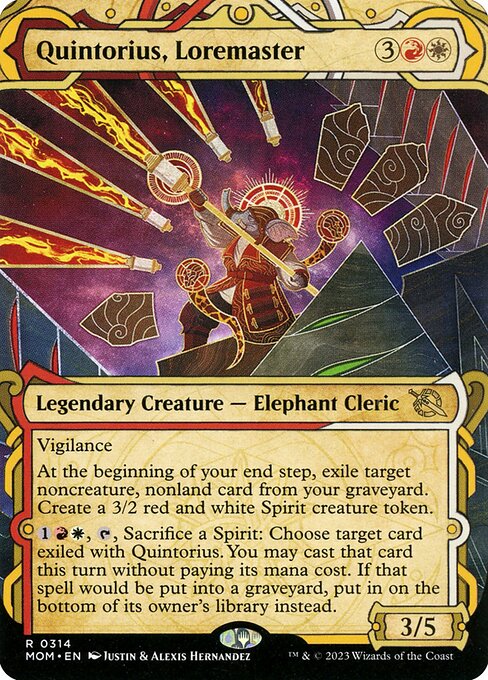 Quintorius, Loremaster 3
Legendary Creature — Elephant Cleric
Vigilance
At the beginning of your end step, exile target
noncreature, nonland card from your graveyard.
Create a 3/2 red and white Spirit creature token.
1, , Sacrifice a Spirit: Choose target card
exiled with Quintorius. You may cast that card
this turn without paying its mana cost. If that
spell would be put into a graveyard, put in on the
bottom of its owner's library instead.
3/5
R 0314
MOM • EN Justin & Alexis Hernandez
™ & © 2023 Wizards of the Coast